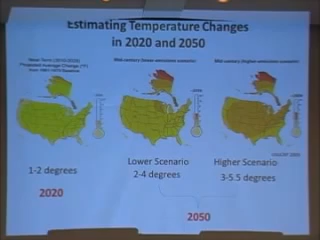 Estimating Temperature Changes
in 2020 and 2050
1-2 degrees
2020
Lower Scenario
2-4 degrees
Higher Scenario
3-5.5 degrees
2050